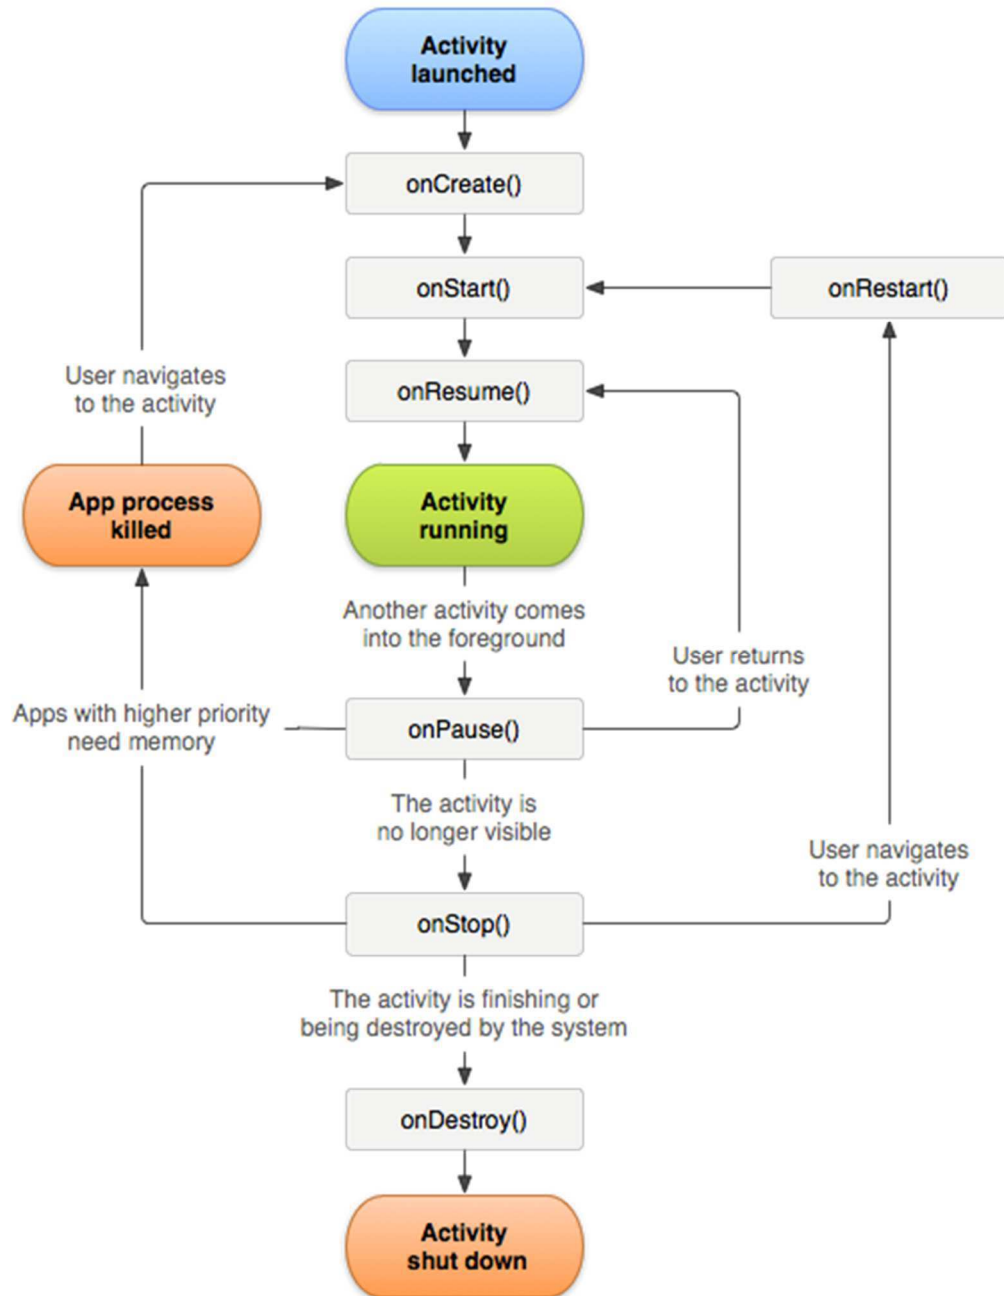 Activity
launched
onCreate()
onStart()
onRestart()
onResume()
User navigates
to the activity
App process
killed
Activity
running
Another activity comes
into the foreground
User returns
to the activity
Apps with higher priority
need memory
onPause()
The activity is
no longer visible
User navigates
to the activity
onStop()
The activity is finishing or
being destroyed by the system
onDestroy()
Activity
shut down